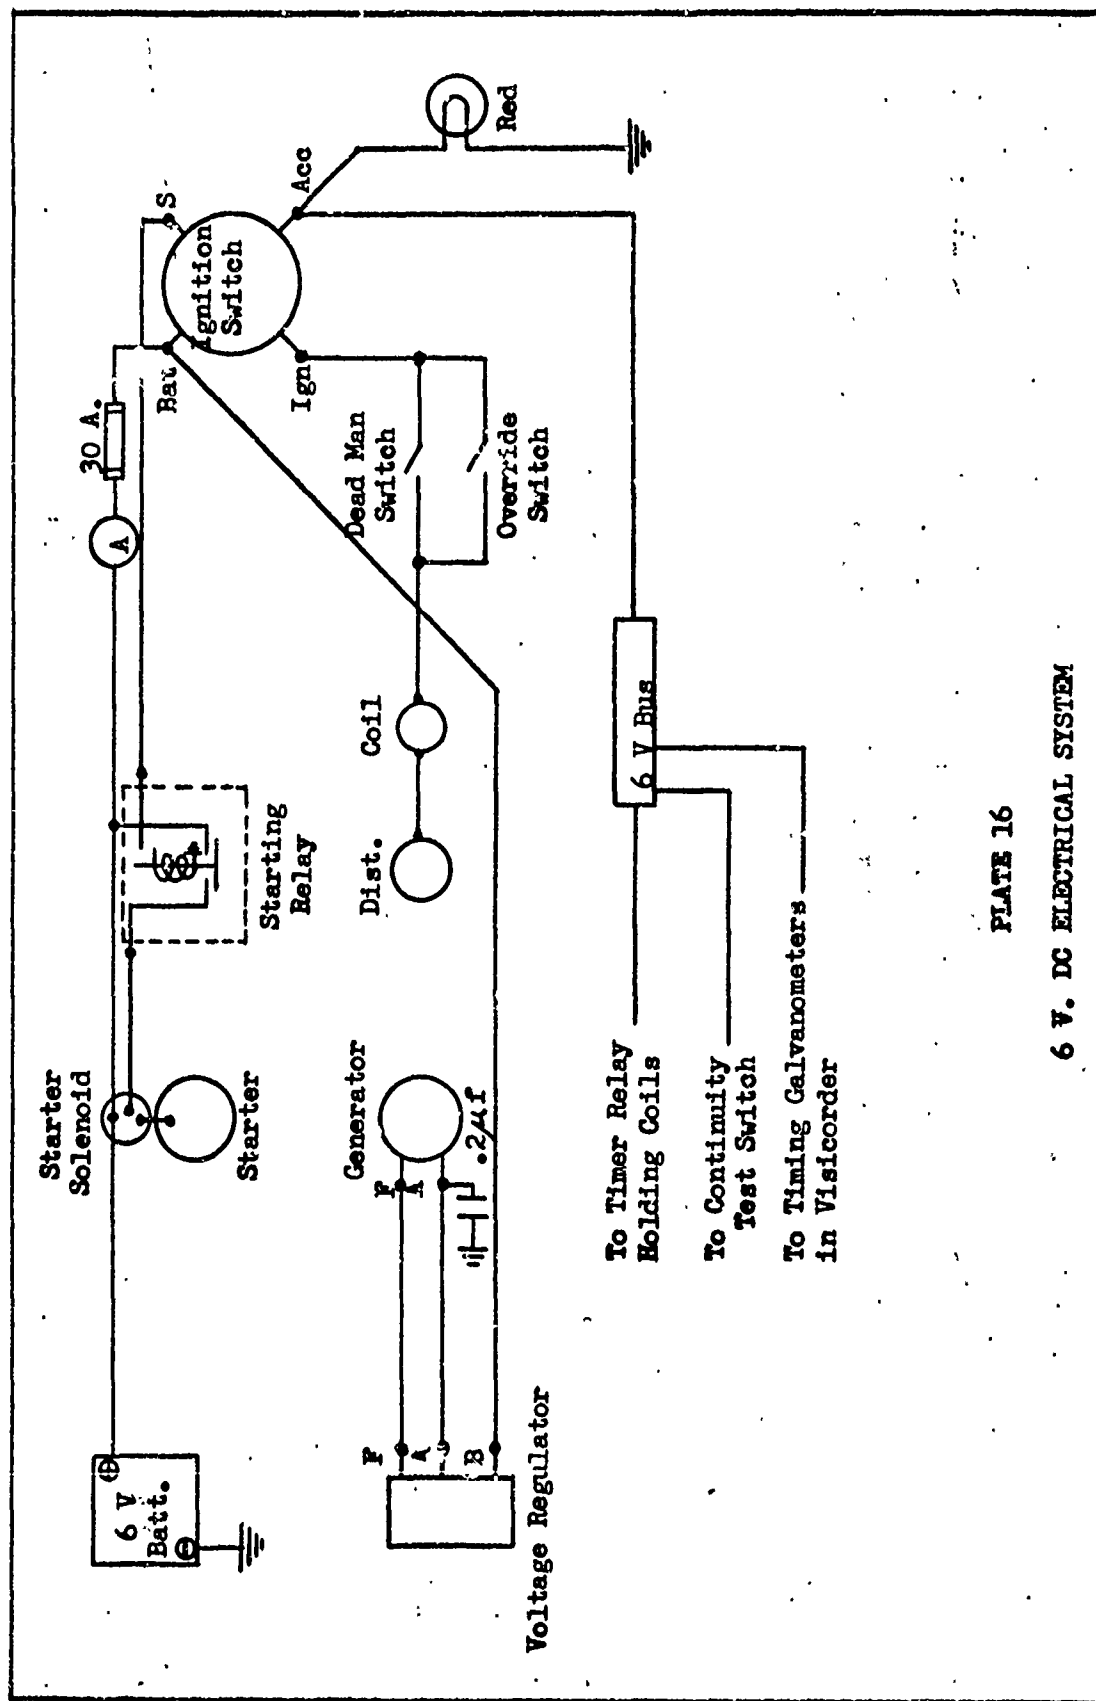 6 V
Batt.
Starter
Solenoid
Starter
Starting
Relay
A
30 A.
Bat
S
Ignition
Switch
Ign
Acc
Red
Dead Man
Switch
Override
Switch
Coil
Dist.
Generator
F
A
.2μf
F
A
B
Voltage Regulator
6 V Bus
To Timer Relay
Holding Coils
To Continuity
Test Switch
To Timing Galvanometers
in Visicorder
PLATE 16
6 V. DC ELECTRICAL SYSTEM